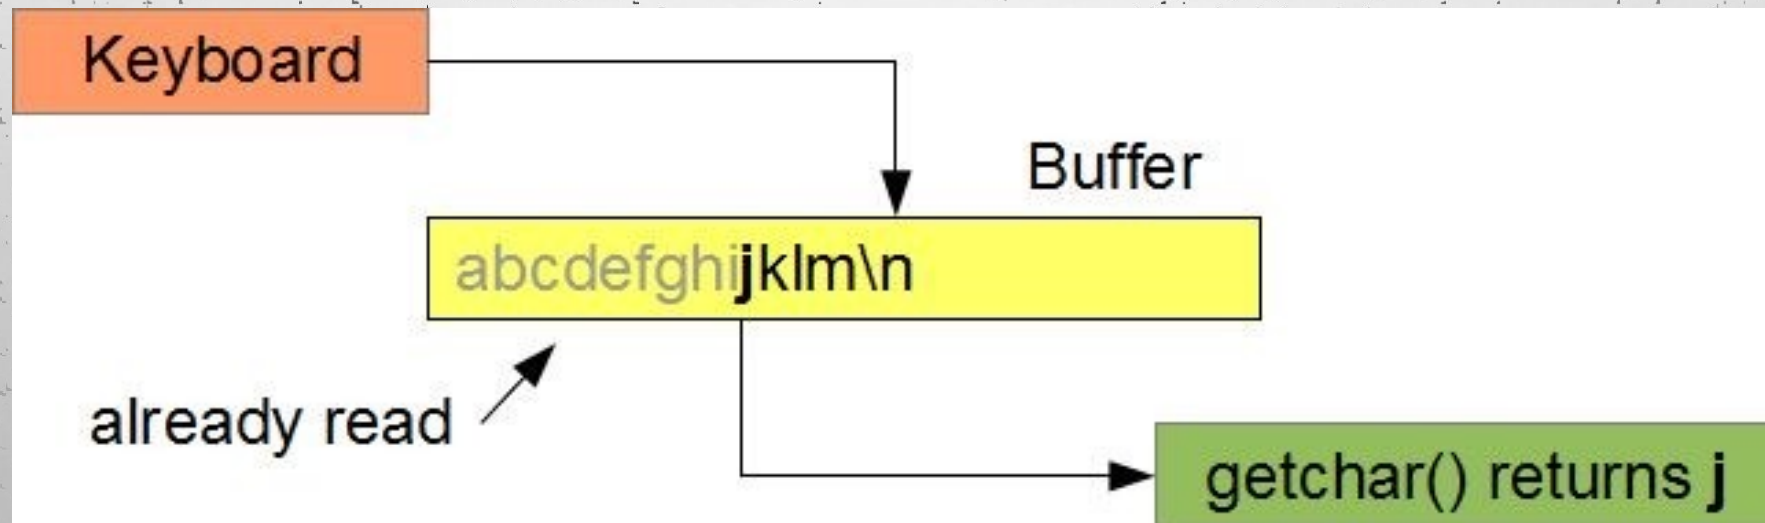 Keyboard
Buffer
abcdefghijklm\n
already read
getchar() returns j